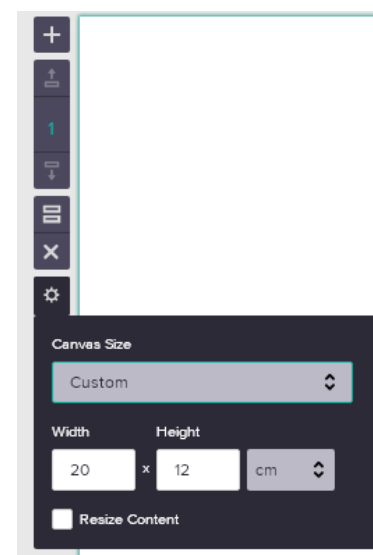 1
Canvas Size
Custom
Width Height
20 x 12 cm
Resize Content